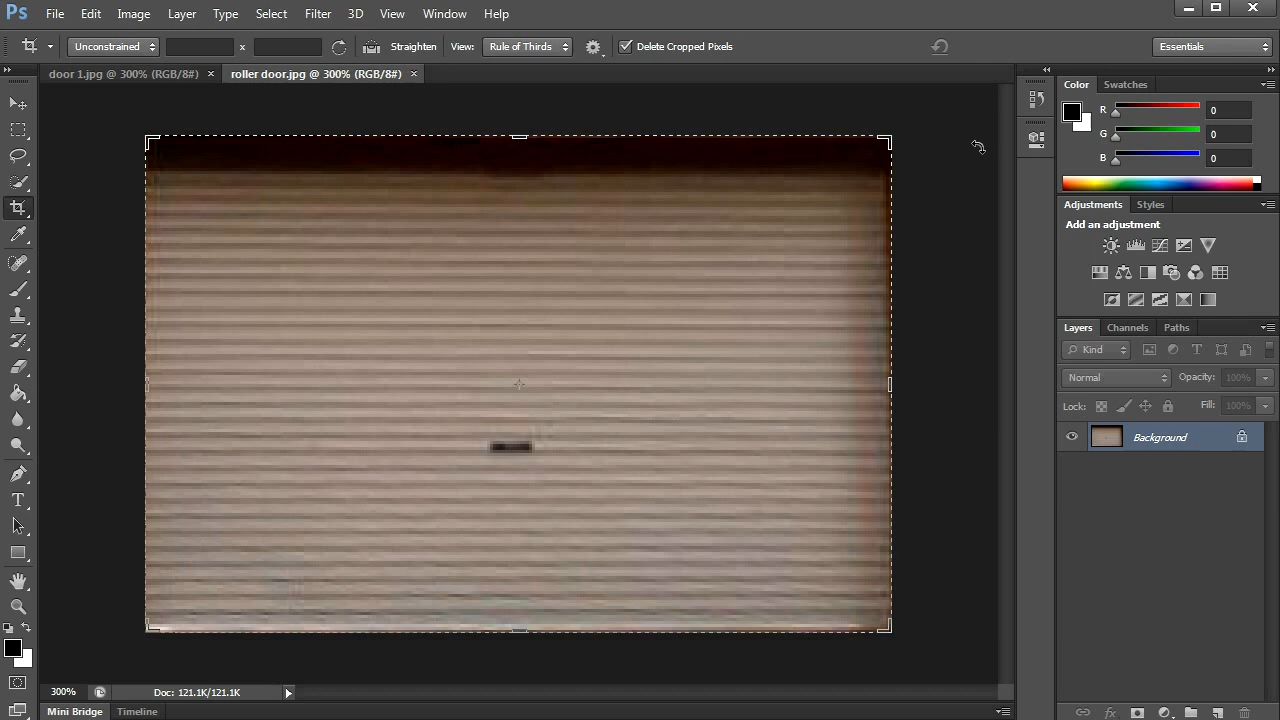 Ps File Edit Image Layer Type Select Filter 3D View Window Help
Unconstrained x Straighten View: Rule of Thirds Delete Cropped Pixels Essentials
door 1.jpg @ 300% (RGB/8#) × roller door.jpg @ 300% (RGB/8#) ×
Color Swatches
R 0
G 0
B 0
Adjustments Styles
Add an adjustment
Layers Channels Paths
Kind T
Normal Opacity: 100%
Lock: Fill: 100%
Background
T
fx
300% Doc: 121.1K/121.1K
Mini Bridge Timeline